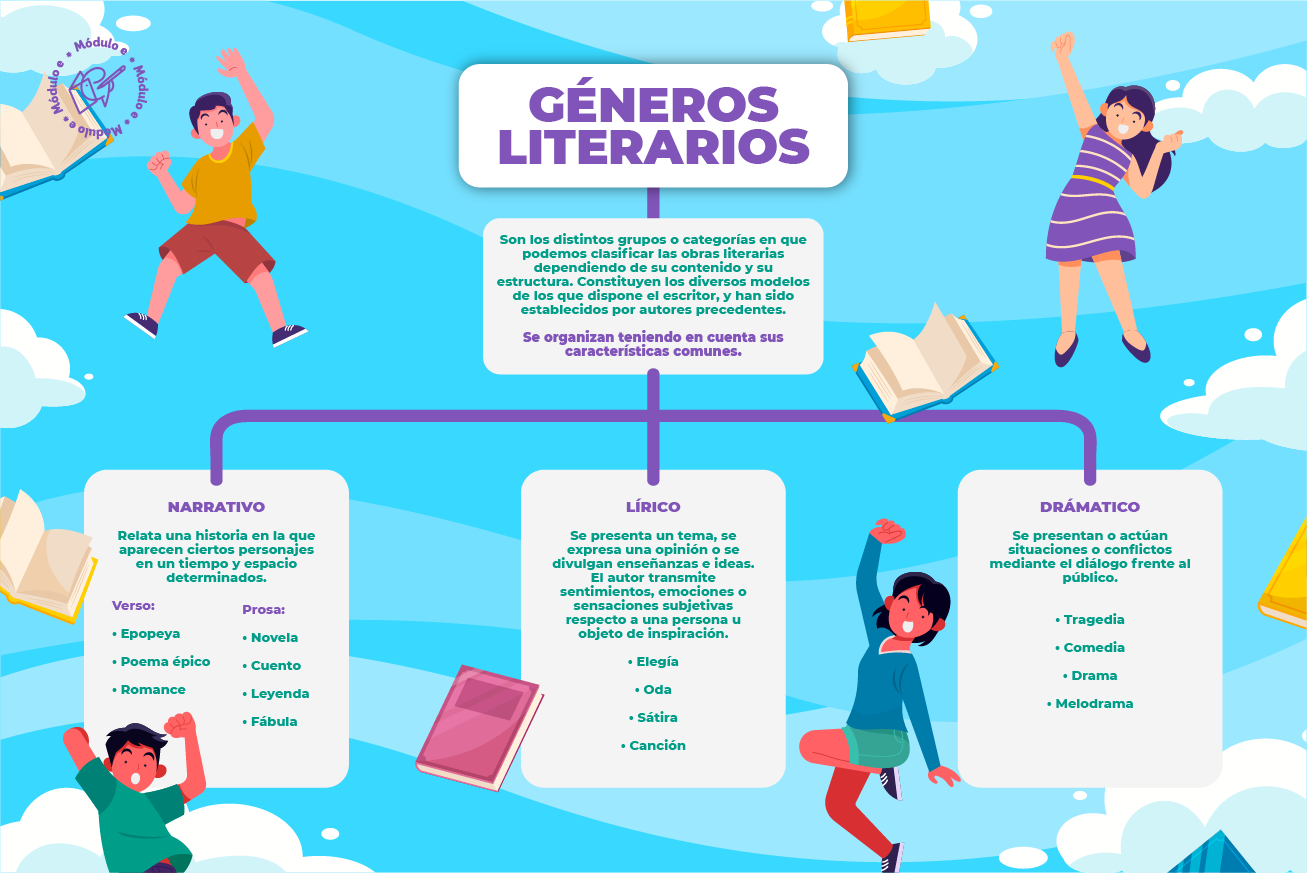 Módulo e * Módulo e * Módulo e * Módulo e *
GÉNEROS
LITERARIOS
Son los distintos grupos o categorías en que
podemos clasificar las obras literarias
dependiendo de su contenido y su
estructura. Constituyen los diversos modelos
de los que dispone el escritor, y han sido
establecidos por autores precedentes.
Se organizan teniendo en cuenta sus
características comunes.
NARRATIVO
Relata una historia en la que
aparecen ciertos personajes
en un tiempo y espacio
determinados.
Verso:
• Epopeya
• Poema épico
• Romance
Prosa:
• Novela
• Cuento
• Leyenda
• Fábula
LÍRICO
Se presenta un tema, se
expresa una opinión o se
divulgan enseñanzas e ideas.
El autor transmite
sentimientos, emociones o
sensaciones subjetivas
respecto a una persona u
objeto de inspiración.
• Elegía
• Oda
• Sátira
• Canción
DRÁMATICO
Se presentan o actúan
situaciones o conflictos
mediante el diálogo frente al
público.
• Tragedia
• Comedia
• Drama
• Melodrama